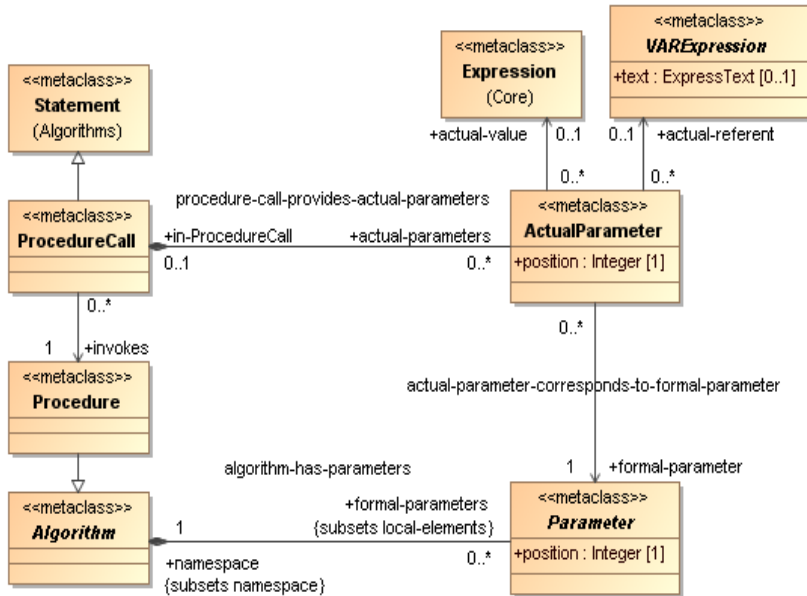 <<metaclass>>
Statement
(Algorithms)
<<metaclass>>
Expression
(Core)
<<metaclass>>
VARExpression
+text : ExpressText [0..1]
+actual-value
0..1
0..1
+actual-referent
0..*
0..*
procedure-call-provides-actual-parameters
<<metaclass>>
ProcedureCall
+in-ProcedureCall
0..1
+actual-parameters
0..*
<<metaclass>>
ActualParameter
+position : Integer [1]
0..*
1
+invokes
0..*
<<metaclass>>
Procedure
actual-parameter-corresponds-to-formal-parameter
1
+formal-parameter
algorithm-has-parameters
<<metaclass>>
Algorithm
1
+namespace
{subsets namespace}
+formal-parameters
{subsets local-elements}
0..*
<<metaclass>>
Parameter
+position : Integer [1]